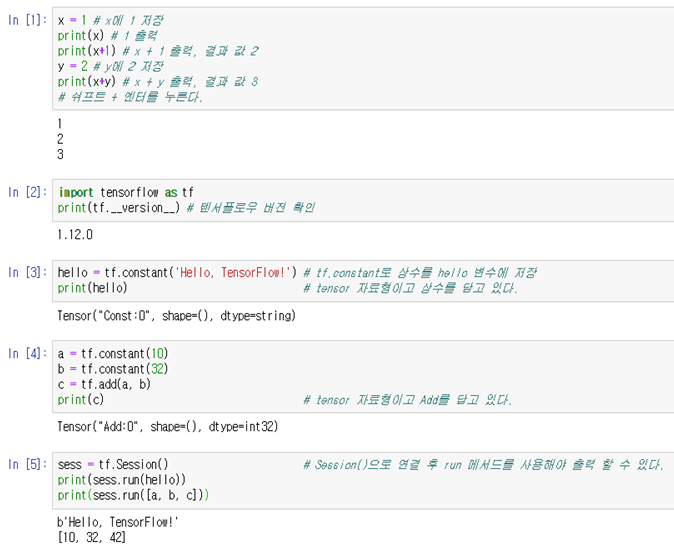 In [1]: x = 1 # x에 1 저장
print(x) # 1 출력
print(x+1) # x + 1 출력, 결과 값 2
y = 2 # y에 2 저장
print(x+y) # x + y 출력, 결과 값 3
# 쉬프트 + 엔터를 누른다.
1
2
3
In [2]: import tensorflow as tf
print(tf.__version__) # 텐서플로우 버전 확인
1.12.0
In [3]: hello = tf.constant('Hello, TensorFlow!') # tf.constant로 상수를 hello 변수에 저장
print(hello) # tensor 자료형이고 상수를 담고 있다.
Tensor("Const:0", shape=(), dtype=string)
In [4]: a = tf.constant(10)
b = tf.constant(32)
c = tf.add(a, b)
print(c) # tensor 자료형이고 Add를 담고 있다.
Tensor("Add:0", shape=(), dtype=int32)
In [5]: sess = tf.Session() # Session()으로 연결 후 run 메서드를 사용해야 출력 할 수 있다.
print(sess.run(hello))
print(sess.run([a, b, c]))
b'Hello, TensorFlow!'
[10, 32, 42]